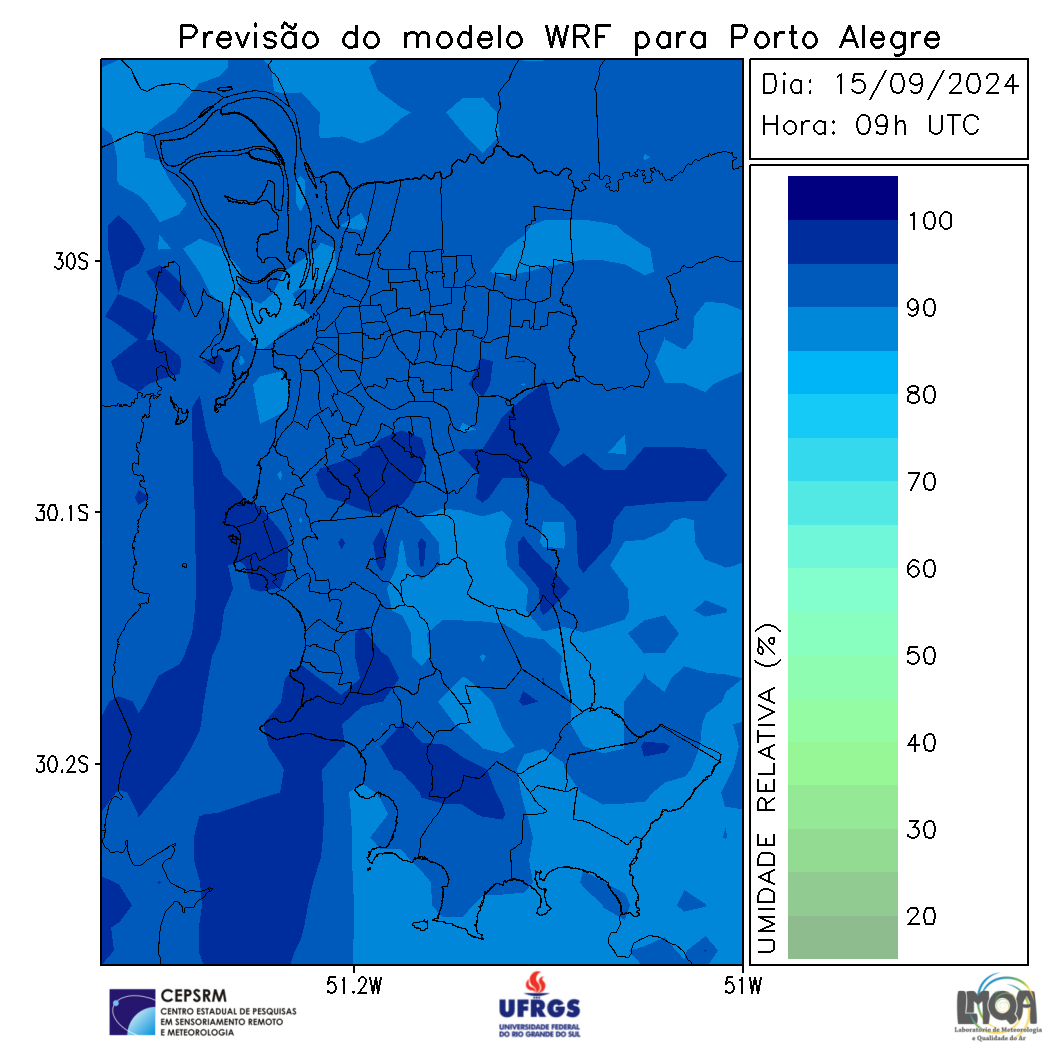 Previsão do modelo WRF para Porto Alegre
Dia: 15/09/2024
Hora: 09h UTC
100
90
80
70
60
50
40
30
20
UMIDADE RELATIVA (%)
30S
30.1S
30.2S
51.2W
51W
CEPSRM
CENTRO ESTADUAL DE PESQUISAS
EM SENSORIAMENTO REMOTO
E METEOROLOGIA
UFRGS
UNIVERSIDADE FEDERAL
DO RIO GRANDE DO SUL
LMQA
Laboratório de Meteorologia
e Qualidade do Ar